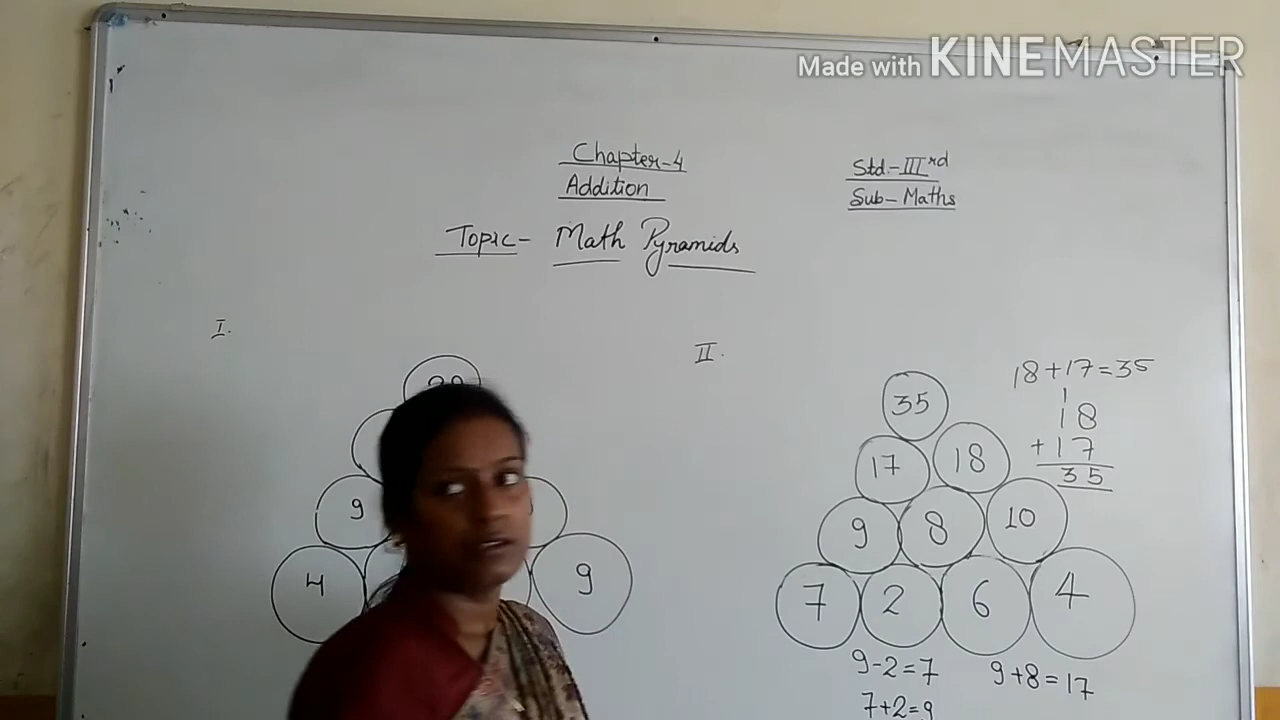 Made with KINEMASTER
Chapter-4
Addition
Std.-IIIrd
Sub-Maths
Topic- Math Pyramids
I.
9
4
9
II.
35
17 18
9 8 10
7 2 6 4
18+17=35
1
18
+17
35
9-2=7
7+2=9
9+8=17